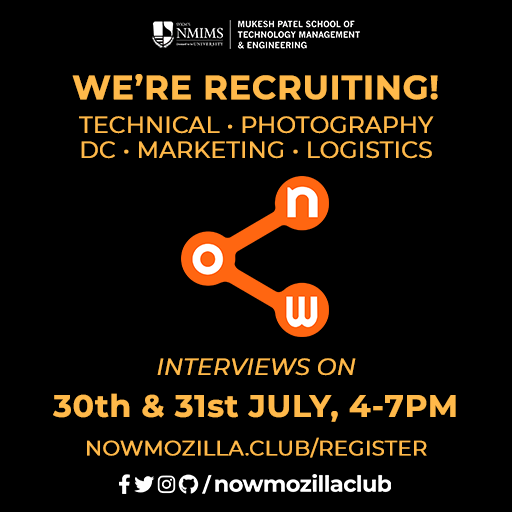 SVKM'S
NMIMS
MUKESH PATEL SCHOOL OF
TECHNOLOGY MANAGEMENT
& ENGINEERING
WE'RE RECRUITING!
TECHNICAL • PHOTOGRAPHY
DC • MARKETING • LOGISTICS
n
o
w
INTERVIEWS ON
30th & 31st JULY, 4-7PM
NOWMOZILLA.CLUB/REGISTER
/nowmozillaclub